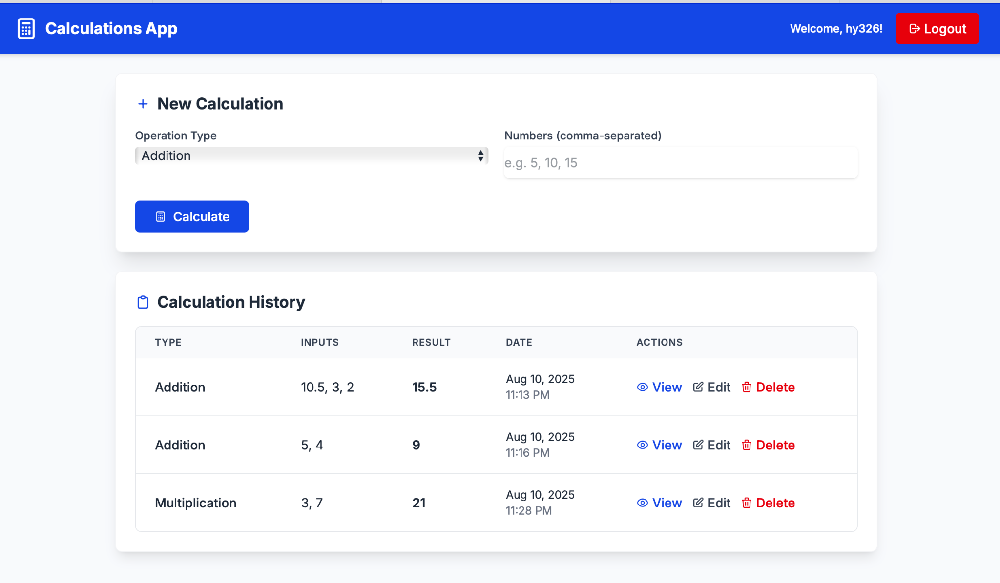 Calculations App
Welcome, hy326!
Logout
New Calculation
Operation Type
Numbers (comma-separated)
Addition
e.g. 5, 10, 15
Calculate
Calculation History
TYPE INPUTS RESULT DATE ACTIONS
Addition 10.5, 3, 2 15.5 Aug 10, 2025 11:13 PM View Edit Delete
Addition 5, 4 9 Aug 10, 2025 11:16 PM View Edit Delete
Multiplication 3, 7 21 Aug 10, 2025 11:28 PM View Edit Delete